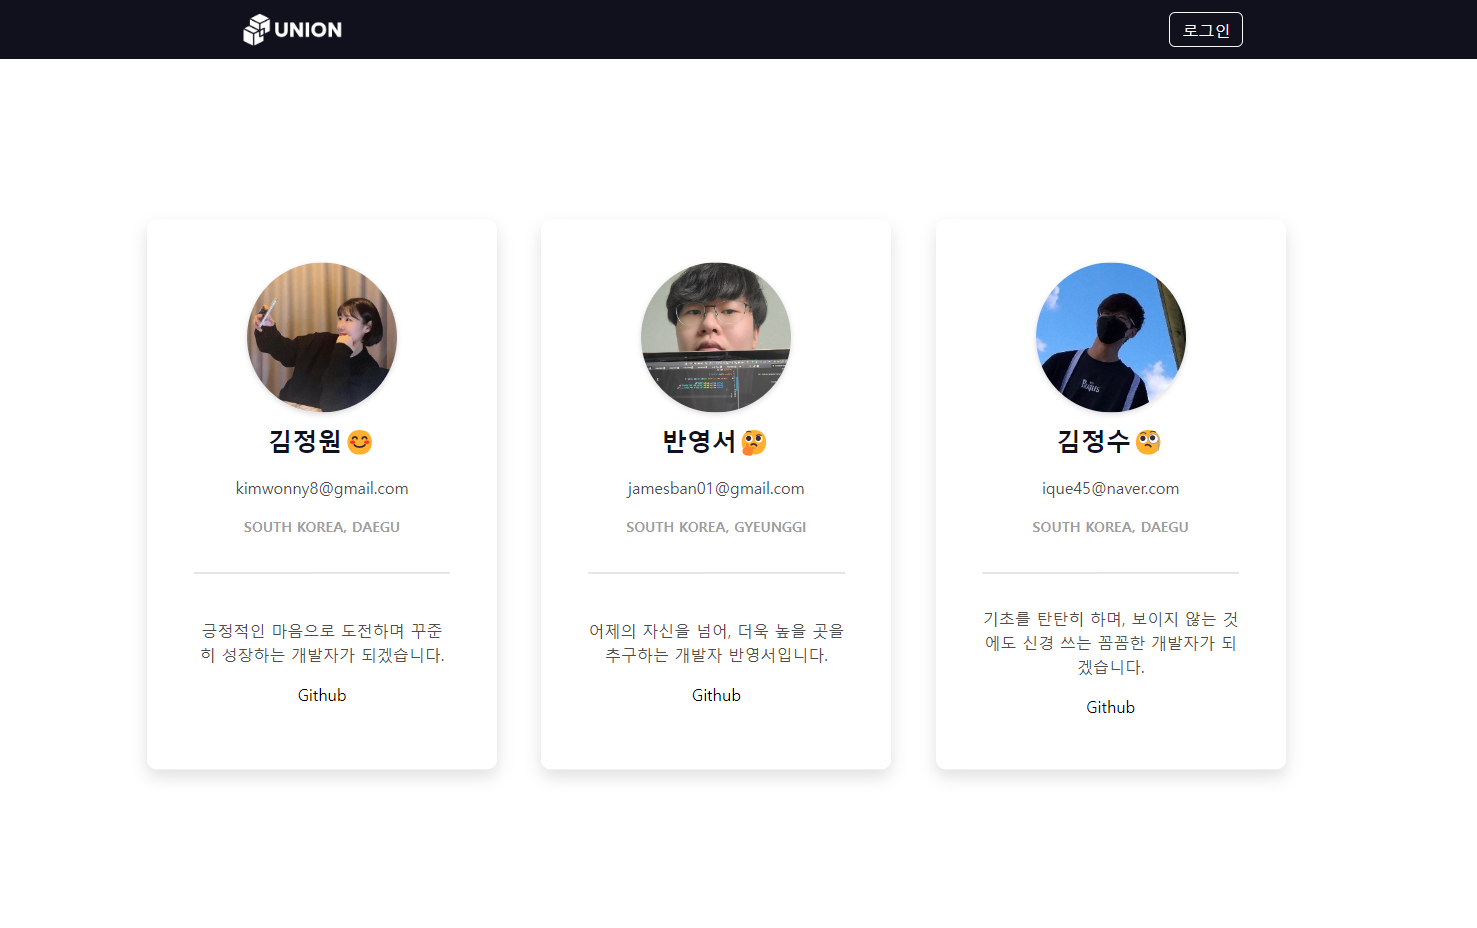 UNION
로그인
김정원😊
kimwonny8@gmail.com
SOUTH KOREA, DAEGU
긍정적인 마음으로 도전하며 꾸준
히 성장하는 개발자가 되겠습니다.
Github
반영서🤔
jamesban01@gmail.com
SOUTH KOREA, GYEUNGGI
어제의 자신을 넘어, 더욱 높을 곳을
추구하는 개발자 반영서입니다.
Github
김정수🧐
ique45@naver.com
SOUTH KOREA, DAEGU
기초를 탄탄히 하며, 보이지 않는 것
에도 신경 쓰는 꼼꼼한 개발자가 되
겠습니다.
Github